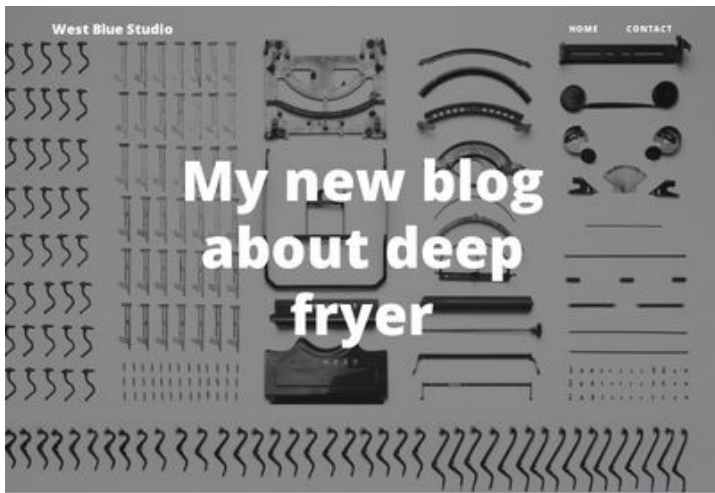 West Blue Studio
HOME CONTACT
My new blog
about deep
fryer